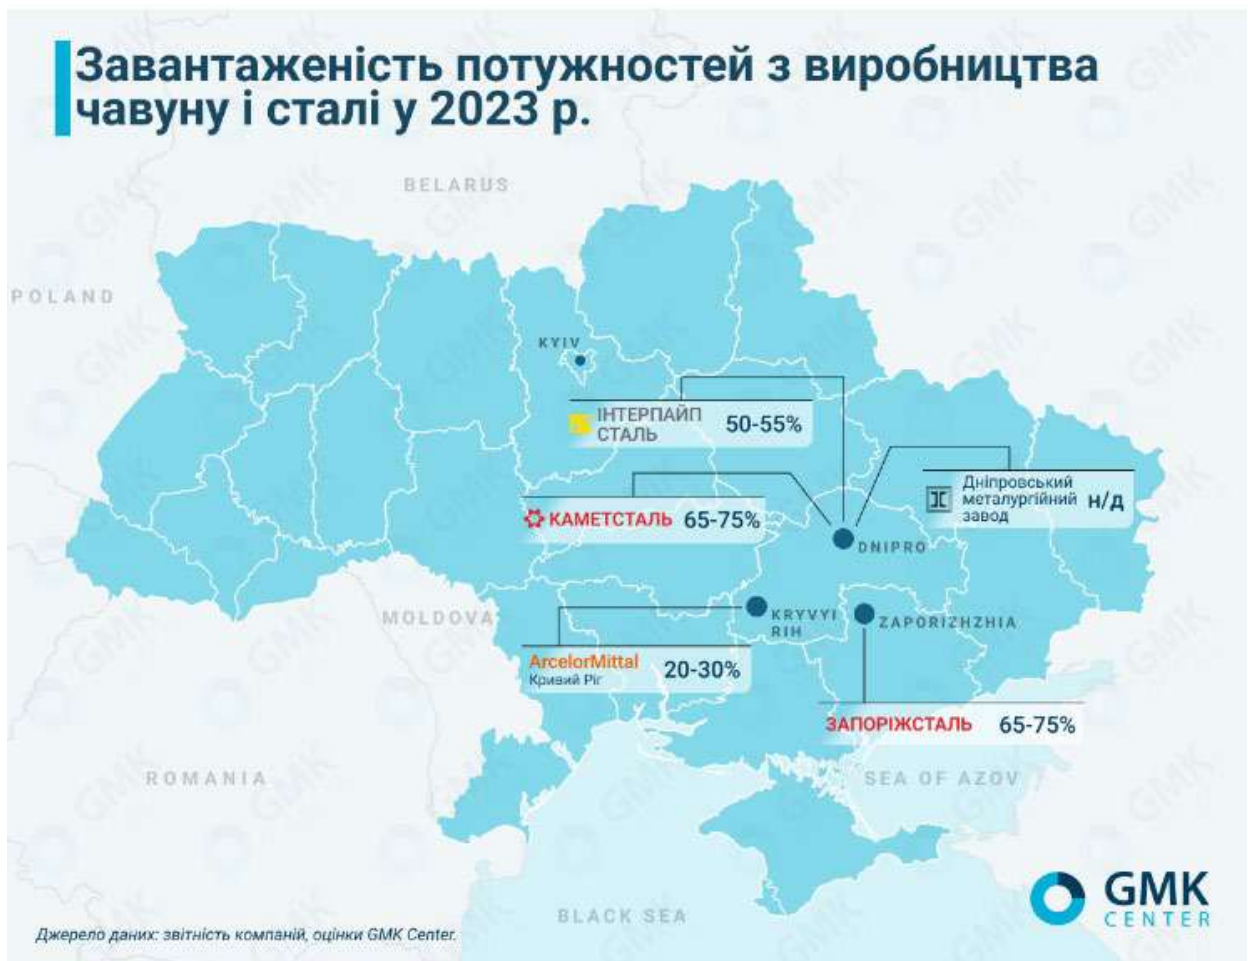 Завантаженість потужностей з виробництва
чавуну і сталі у 2023 р.
BELARUS
POLAND
KYIV
ІНТЕРПАЙП
СТАЛЬ
50-55%
Дніпровський
металургійний
завод
н/д
КАМЕТСТАЛЬ 65-75%
DNIPRO
MOLDOVA
KRYVYI
RIH
ZAPORIZHZHIA
ArcelorMittal
Кривий Ріг
20-30%
ЗАПОРІЖСТАЛЬ 65-75%
ROMANIA
SEA OF AZOV
BLACK SEA
GMK
CENTER
Джерело даних: звітність компаній, оцінки GMK Center.